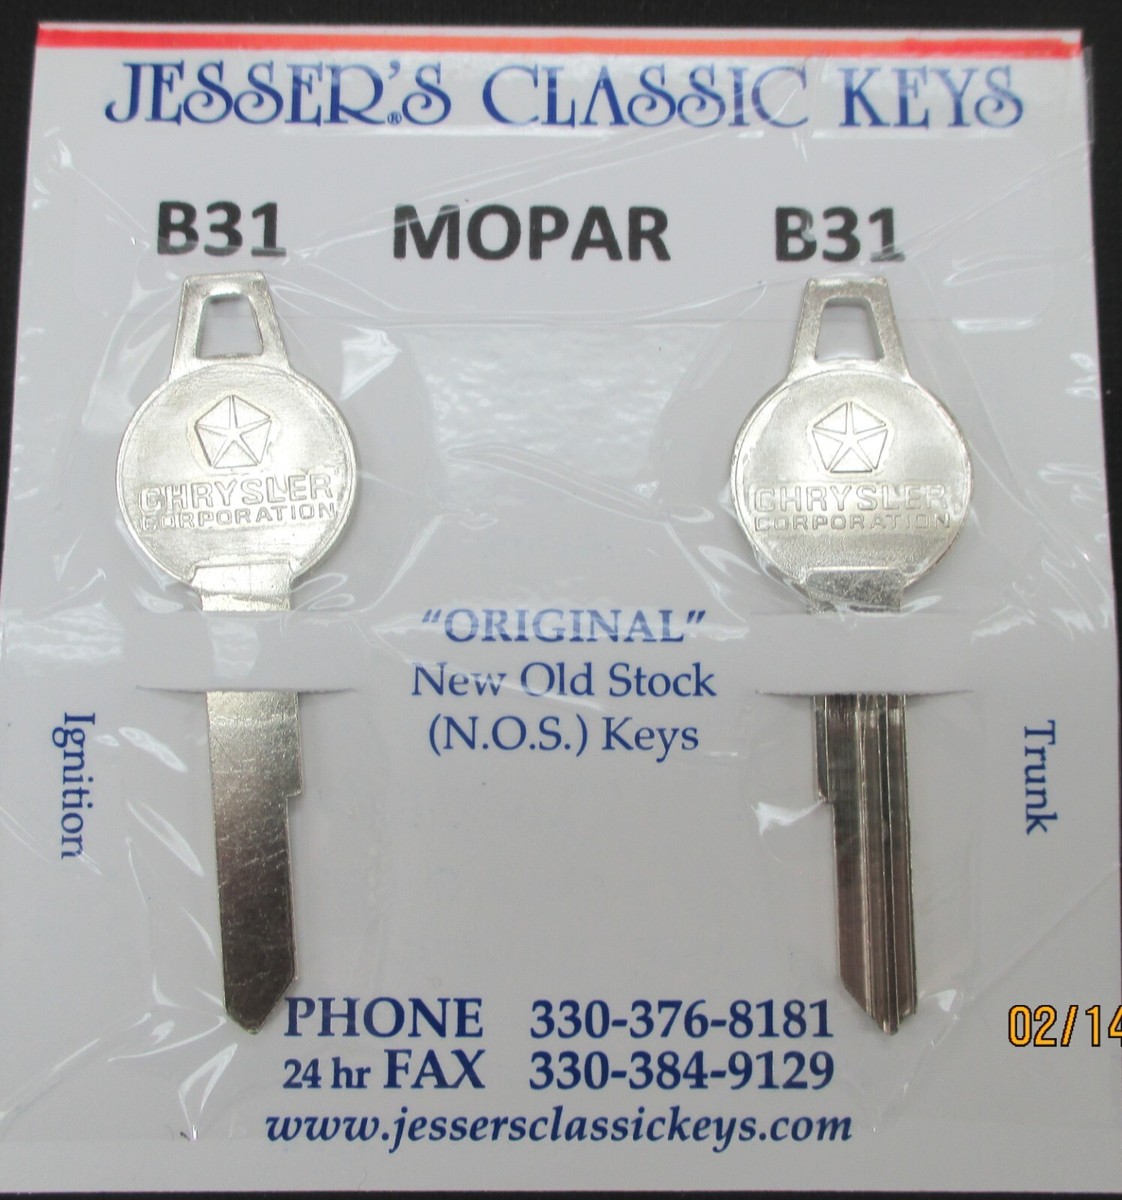 JESSER'S® CLASSIC KEYS
B31 MOPAR B31
CHRYSLER
CORPORATION
CHRYSLER
CORPORATION
"ORIGINAL"
New Old Stock
(N.O.S.) Keys
Ignition
Trunk
PHONE 330-376-8181
24 hr FAX 330-384-9129
www.jessersclassickeys.com
02/14